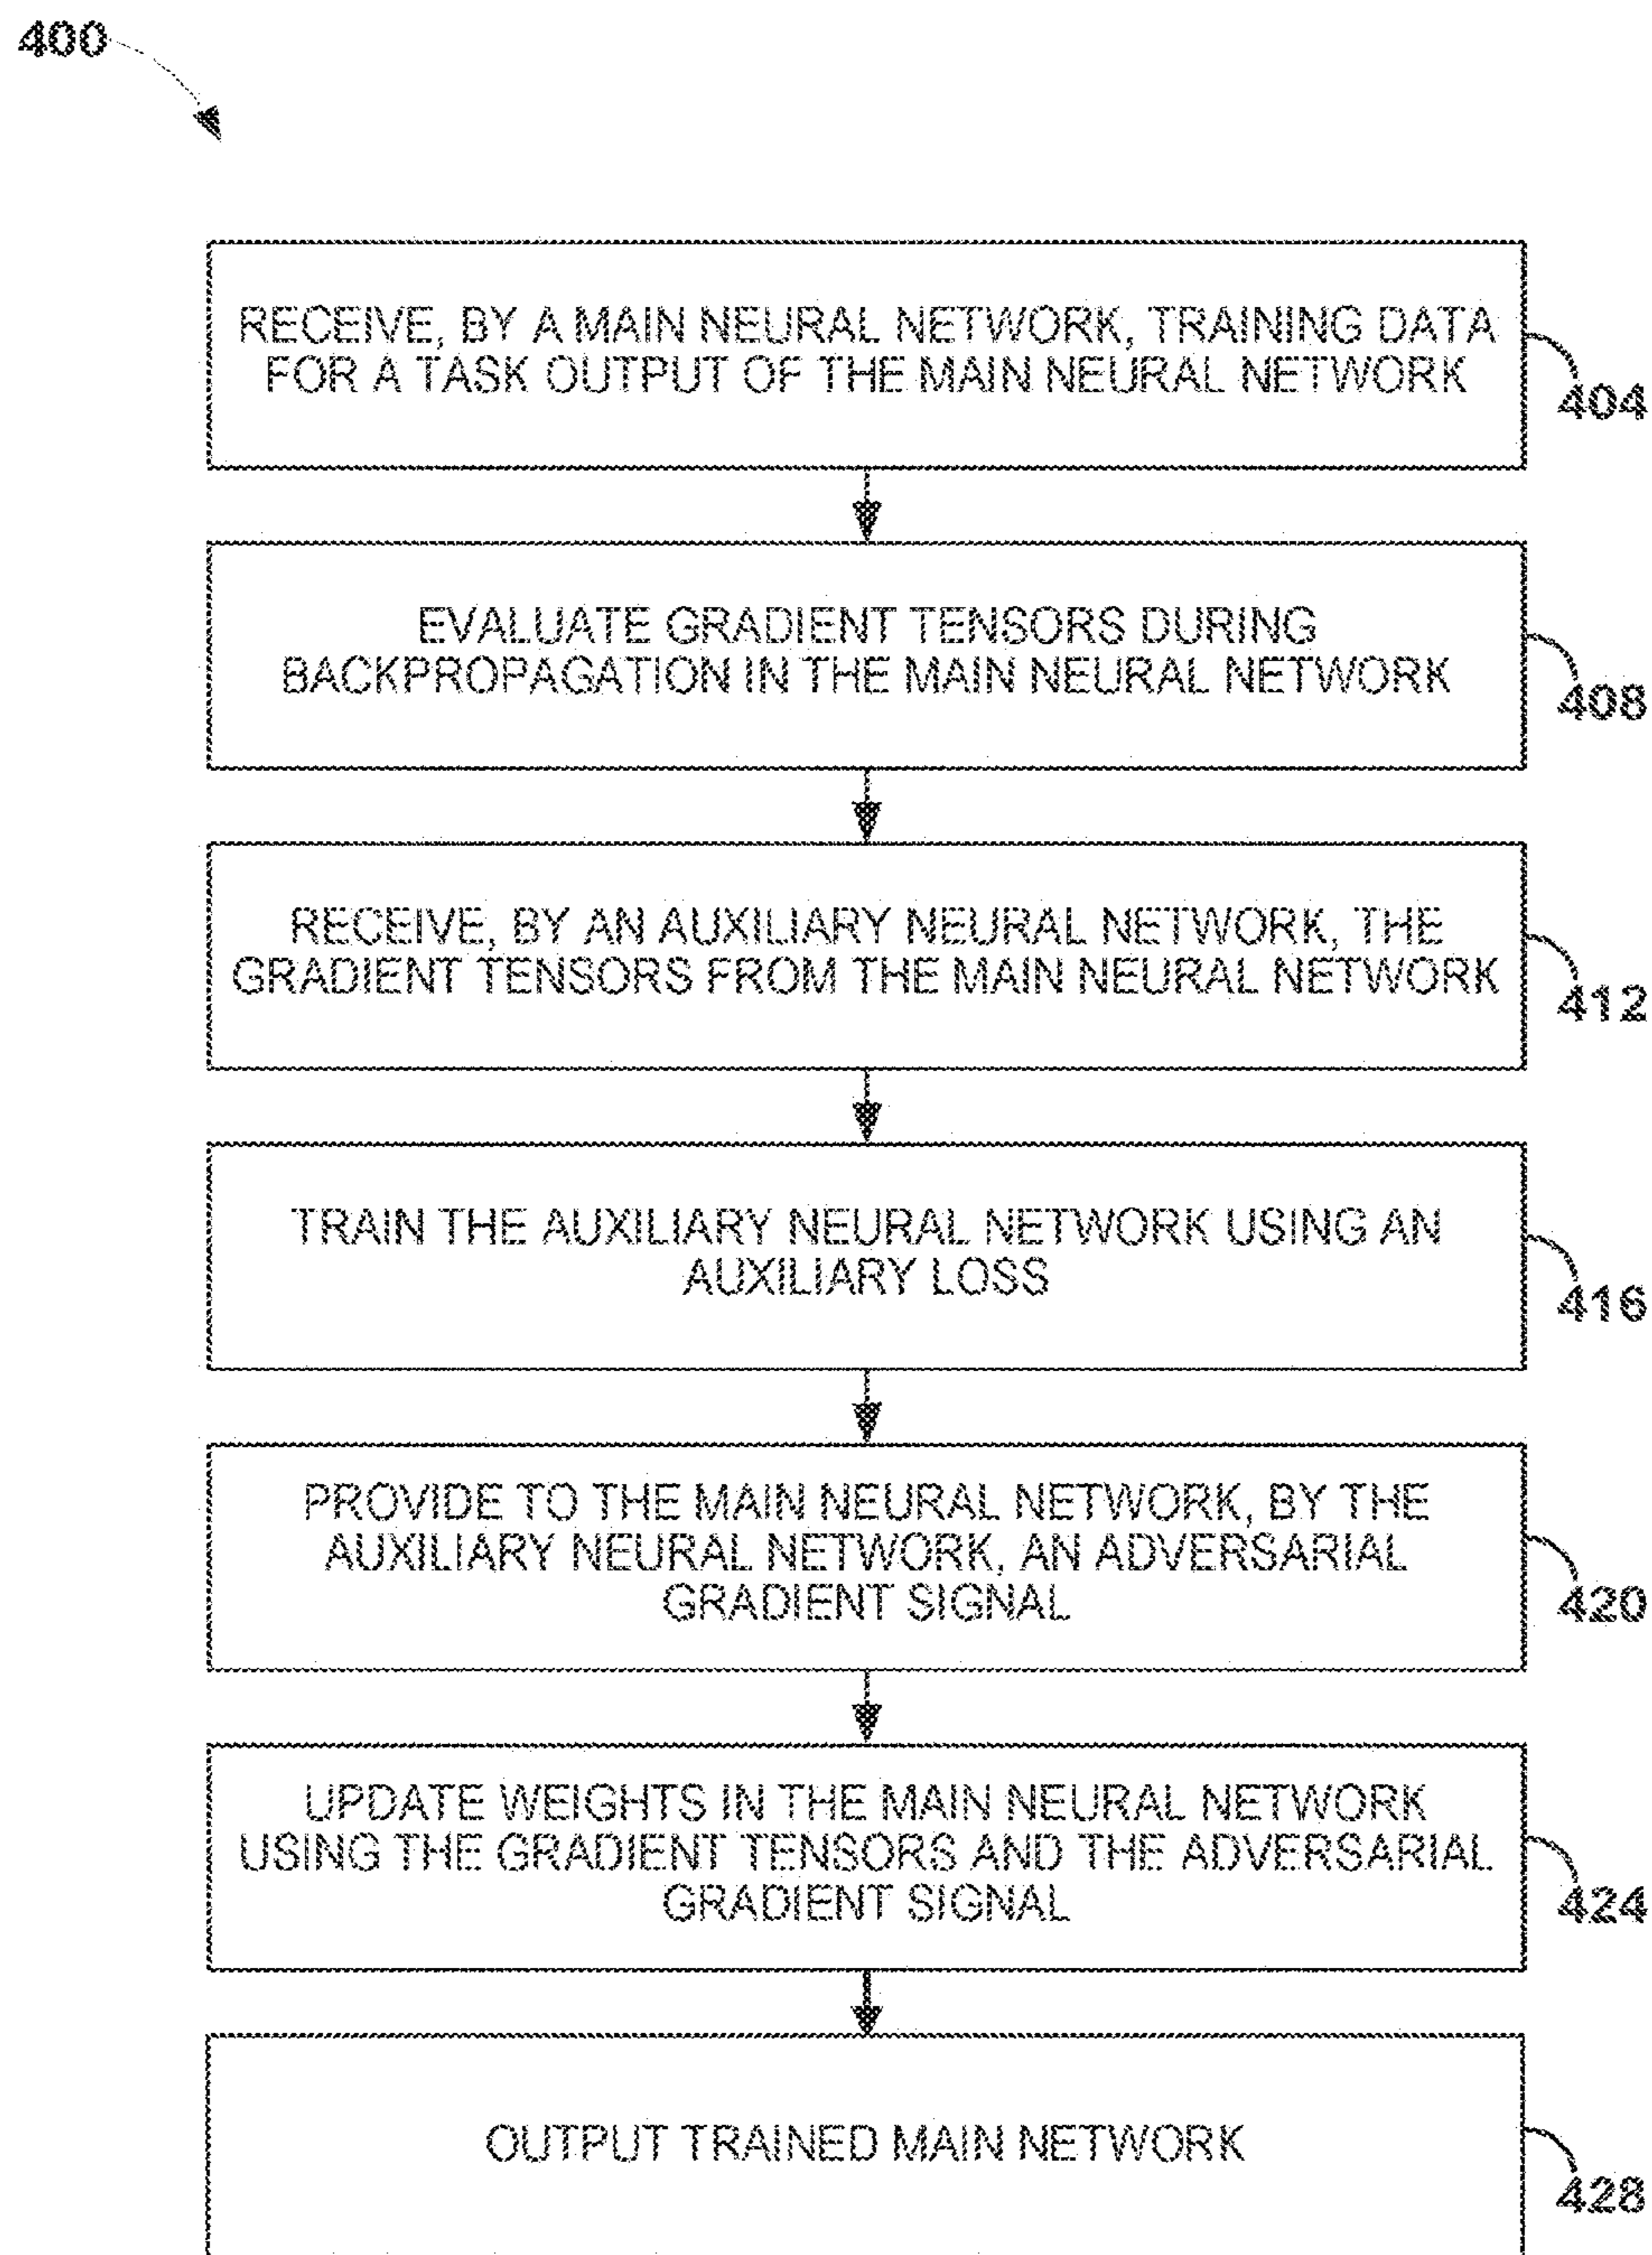 400
RECEIVE, BY A MAIN NEURAL NETWORK, TRAINING DATA
FOR A TASK OUTPUT OF THE MAIN NEURAL NETWORK
404
EVALUATE GRADIENT TENSORS DURING
BACKPROPAGATION IN THE MAIN NEURAL NETWORK
408
RECEIVE, BY AN AUXILIARY NEURAL NETWORK, THE
GRADIENT TENSORS FROM THE MAIN NEURAL NETWORK
412
TRAIN THE AUXILIARY NEURAL NETWORK USING AN
AUXILIARY LOSS
416
PROVIDE TO THE MAIN NEURAL NETWORK, BY THE
AUXILIARY NEURAL NETWORK, AN ADVERSARIAL
GRADIENT SIGNAL
420
UPDATE WEIGHTS IN THE MAIN NEURAL NETWORK
USING THE GRADIENT TENSORS AND THE ADVERSARIAL
GRADIENT SIGNAL
424
OUTPUT TRAINED MAIN NETWORK
428